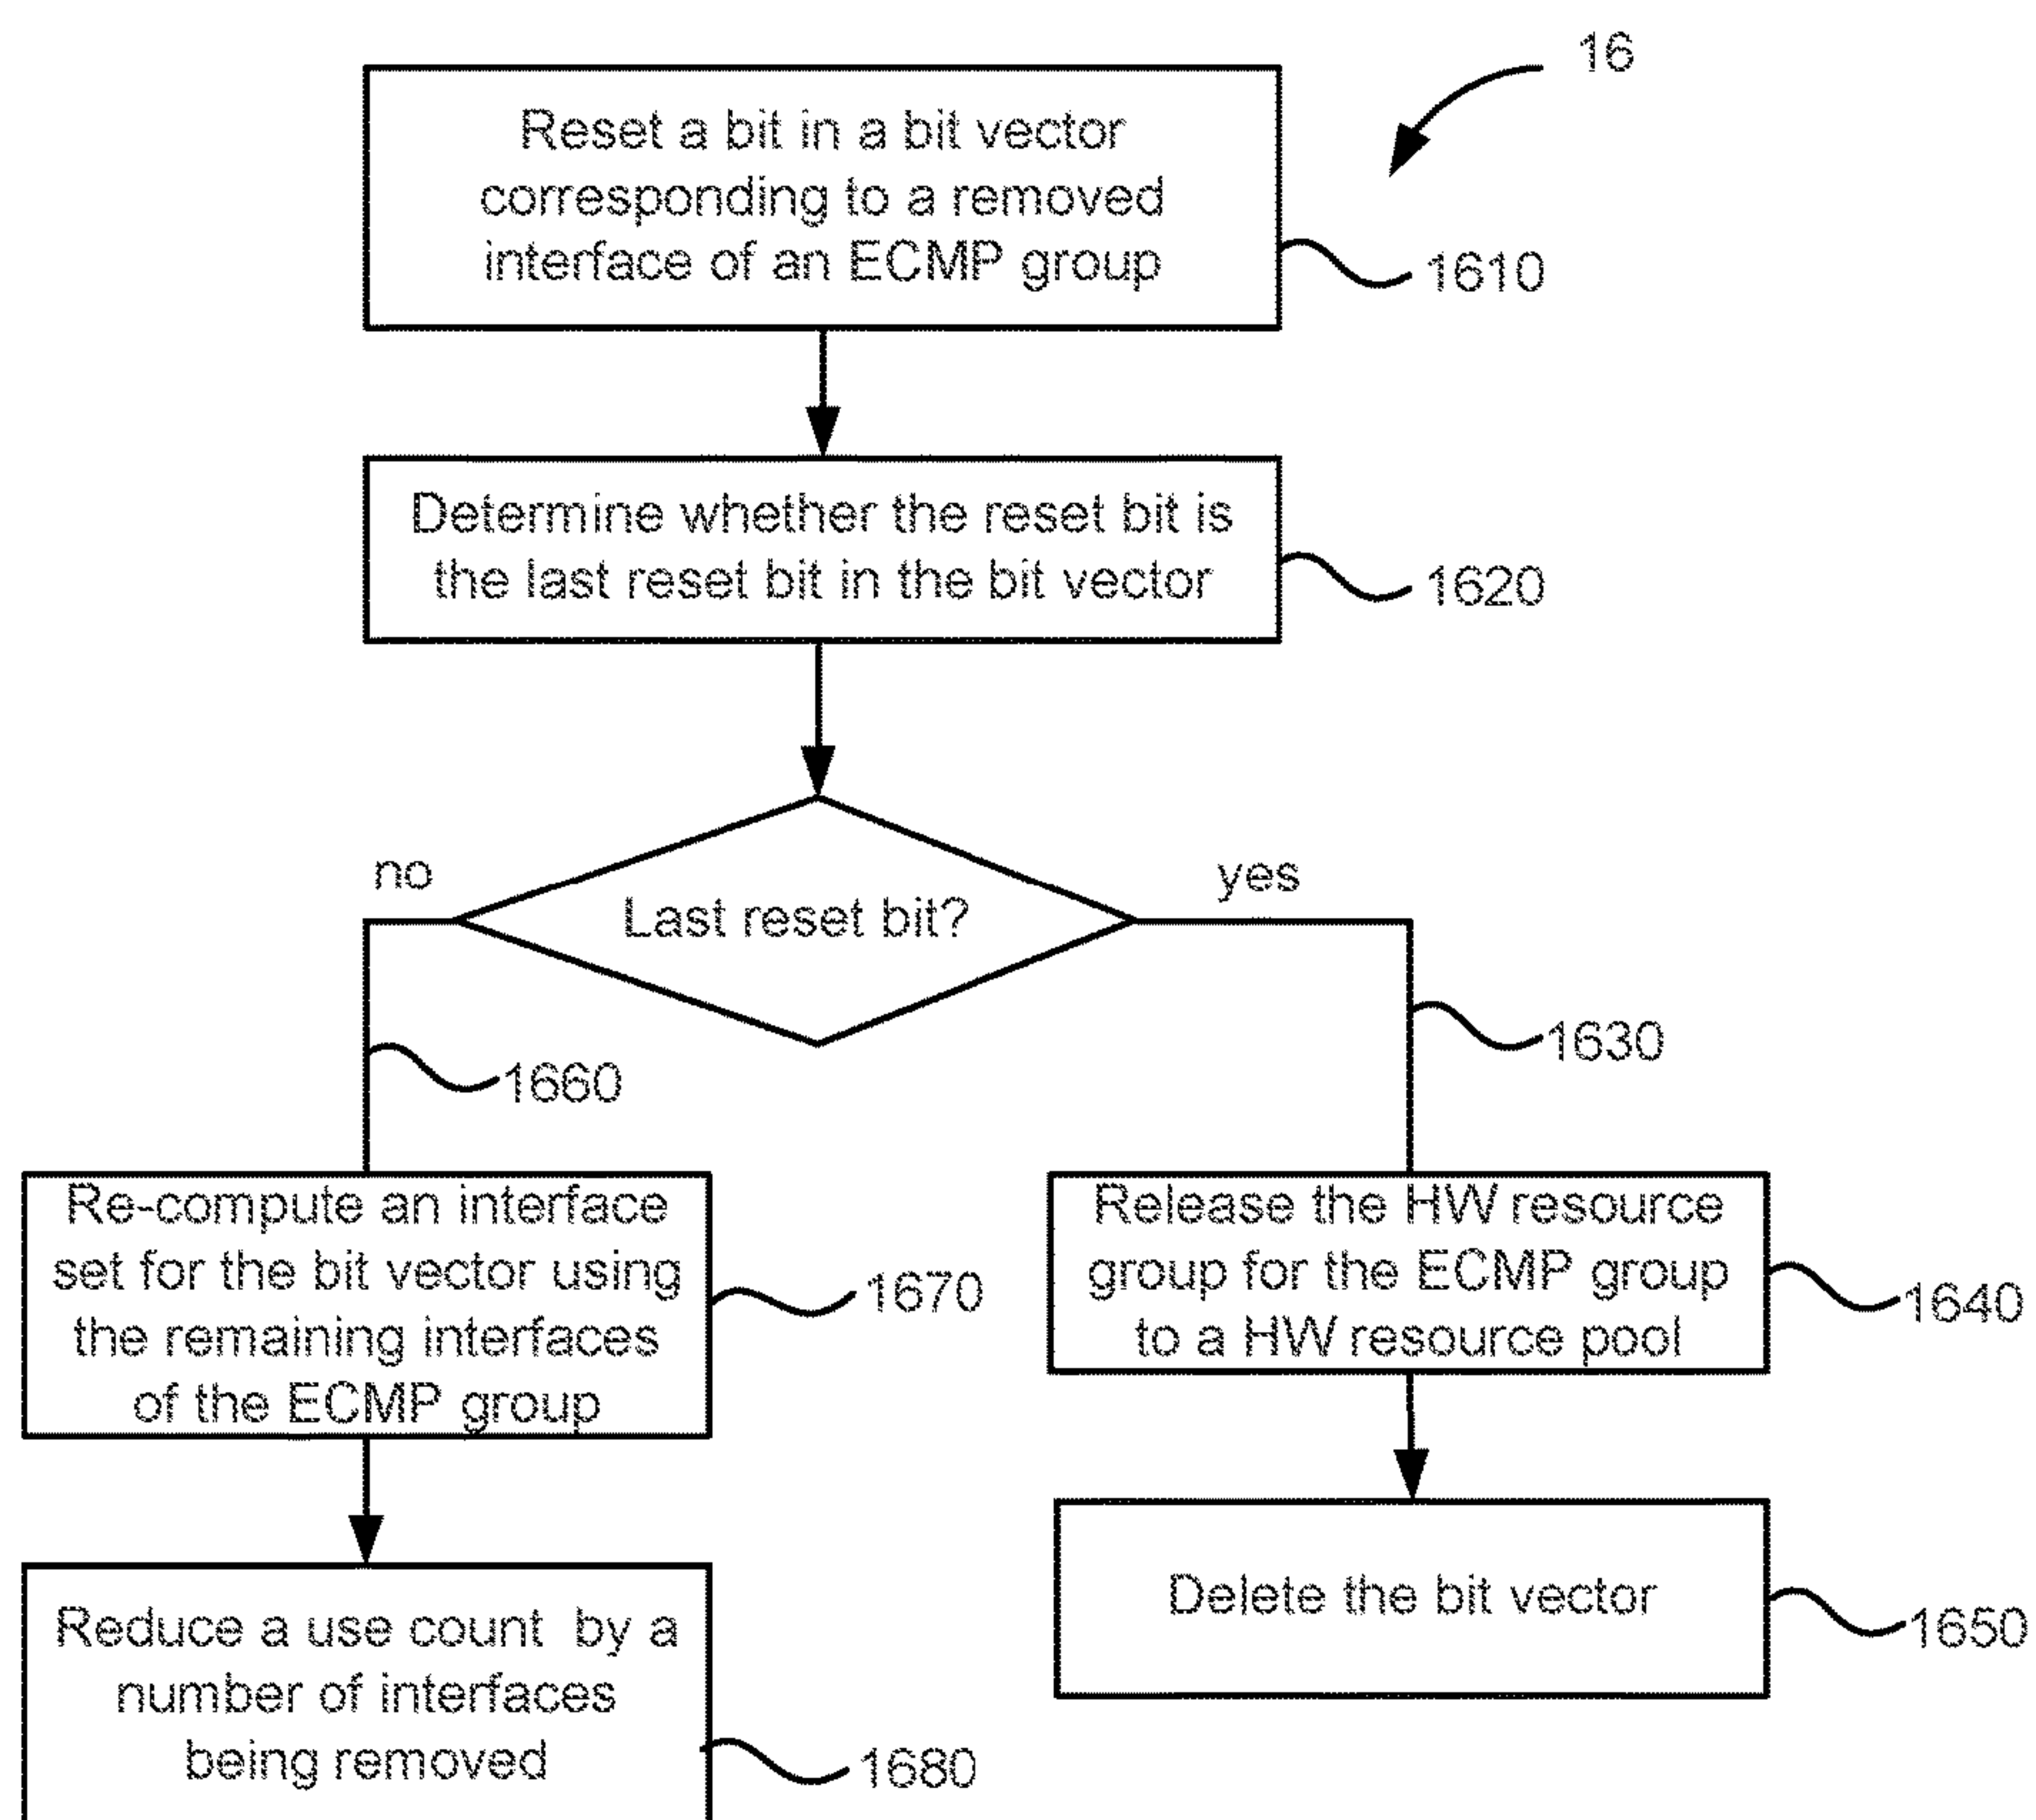 16
Reset a bit in a bit vector
corresponding to a removed
interface of an ECMP group
1610
Determine whether the reset bit is
the last reset bit in the bit vector
1620
no
yes
Last reset bit?
1630
1660
Re-compute an interface
set for the bit vector using
the remaining interfaces
of the ECMP group
1670
Release the HW resource
group for the ECMP group
to a HW resource pool
1640
Reduce a use count by a
number of interfaces
being removed
1680
Delete the bit vector
1650